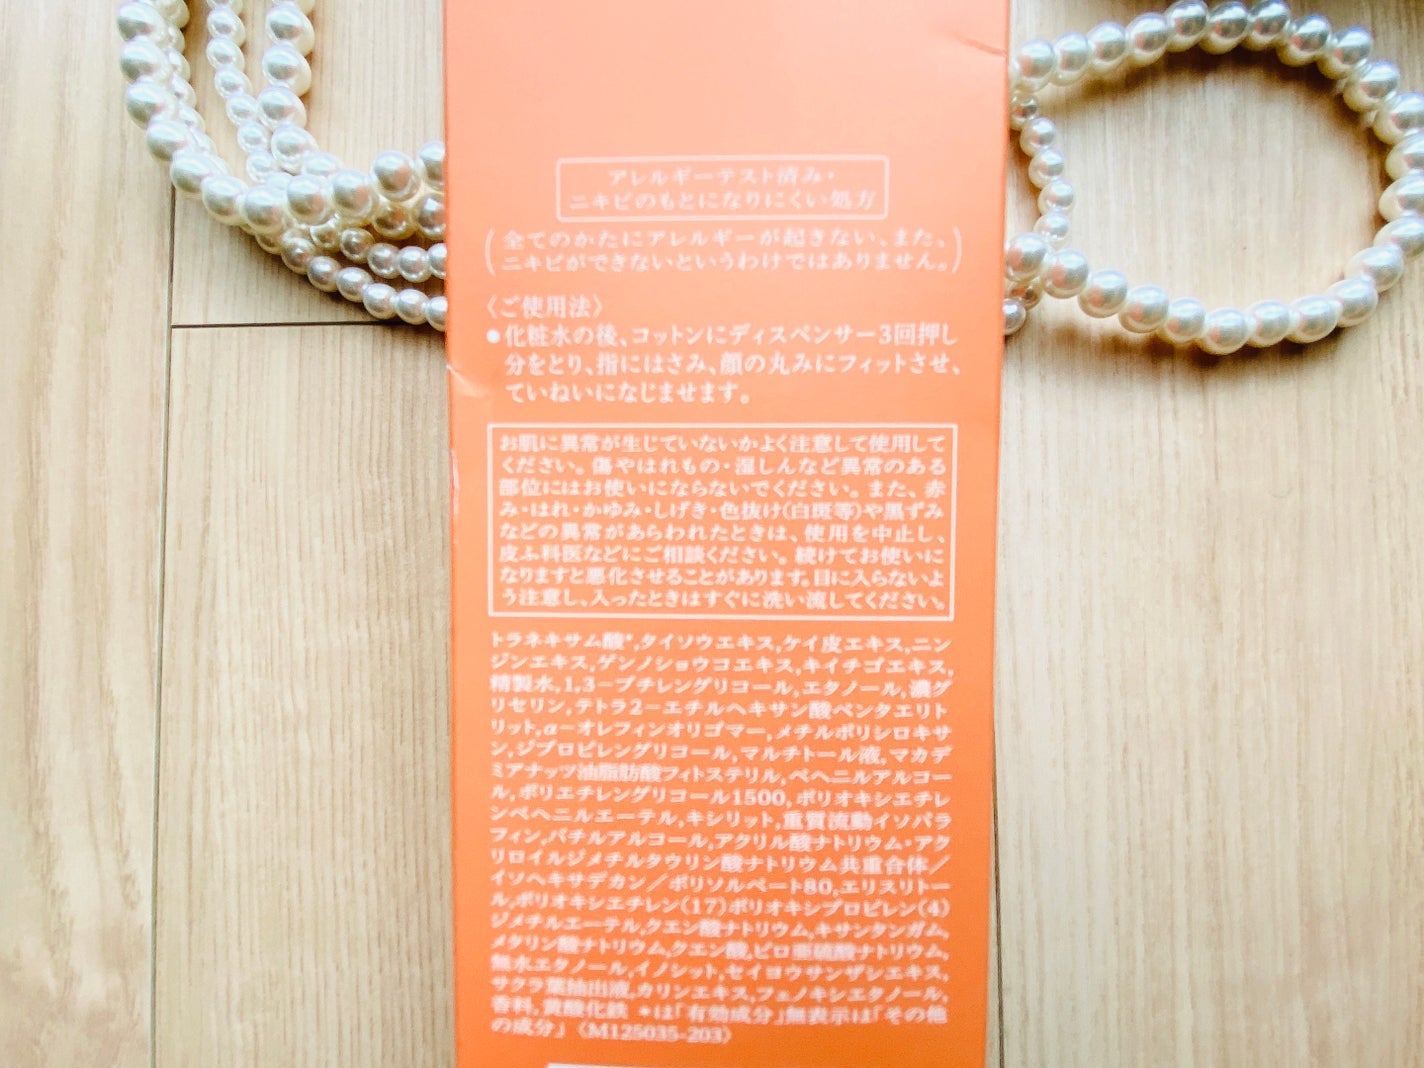 アレルギーテスト済み・
ニキビのもとになりにくい処方
(全てのかたにアレルギーが起きない、また、
ニキビができないというわけではありません。)
〈ご使用法〉
●化粧水の後、コットンにディスペンサー3回押し
分をとり、指にはさみ、顔の丸みにフィットさせ、
ていねいになじませます。
お肌に異常が生じていないかよく注意して使用して
ください。傷やはれもの・湿しんなど異常のある
部位にはお使いにならないでください。また、赤
み・はれ・かゆみ・しげき・色抜け(白斑等)や黒ずみ
などの異常があらわれたときは、使用を中止し、
皮ふ科医などにご相談ください。続けてお使いに
なりますと悪化させることがあります。目に入らないよ
う注意し、入ったときはすぐに洗い流してください。
トラネキサム酸*,タイソウエキス,ケイ皮エキス,ニン
ジンエキス,ゲンノショウコエキス,キイチゴエキス,
精製水,1,3−ブチレングリコール,エタノール,濃グ
リセリン,テトラ2−エチルヘキサン酸ペンタエリト
リット,α−オレフィンオリゴマー,メチルポリシロキサ
ン,ジプロピレングリコール,マルチトール液,マカデ
ミアナッツ油脂肪酸フィトステリル,ベヘニルアルコー
ル,ポリエチレングリコール1500,ポリオキシエチレ
ンベヘニルエーテル,キシリット,重質流動イソパラ
フィン,バチルアルコール,アクリル酸ナトリウム・アク
リロイルジメチルタウリン酸ナトリウム共重合体／
イソヘキサデカン／ポリソルベート80,エリスリトー
ル,ポリオキシエチレン(17)ポリオキシプロピレン(4)
ジメチルエーテル,クエン酸ナトリウム,キサンタンガム,
メタリン酸ナトリウム,クエン酸,ピロ亜硫酸ナトリウム,
無水エタノール,イノシット,セイヨウサンザシエキス,
サクラ葉抽出液,カリンエキス,フェノキシエタノール,
香料,黄酸化鉄 *は「有効成分」無表示は「その他
の成分」〈M125035-203〉